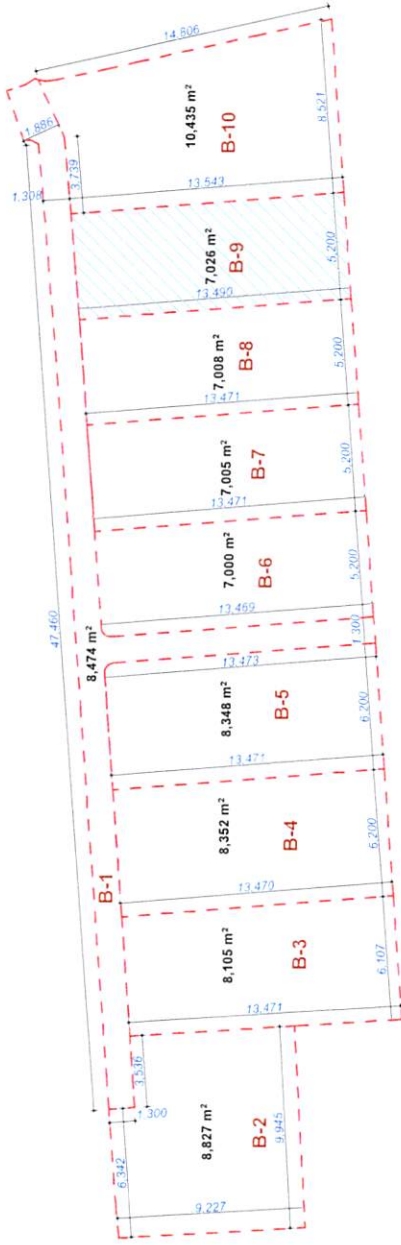 14,806
1,886
1,308
3,739
10,435 m²
B-10
8,521
13,543
7,026 m²
B-9
5,200
13,490
7,008 m²
B-8
5,200
13,471
7,005 m²
B-7
5,200
13,471
7,000 m²
B-6
5,200
13,469
1,300
47,460
8,474 m²
B-1
13,473
8,348 m²
B-5
6,200
13,471
8,352 m²
B-4
6,200
13,470
8,105 m²
B-3
6,107
13,471
3,536
1,300
6,342
8,827 m²
B-2
9,945
9,227